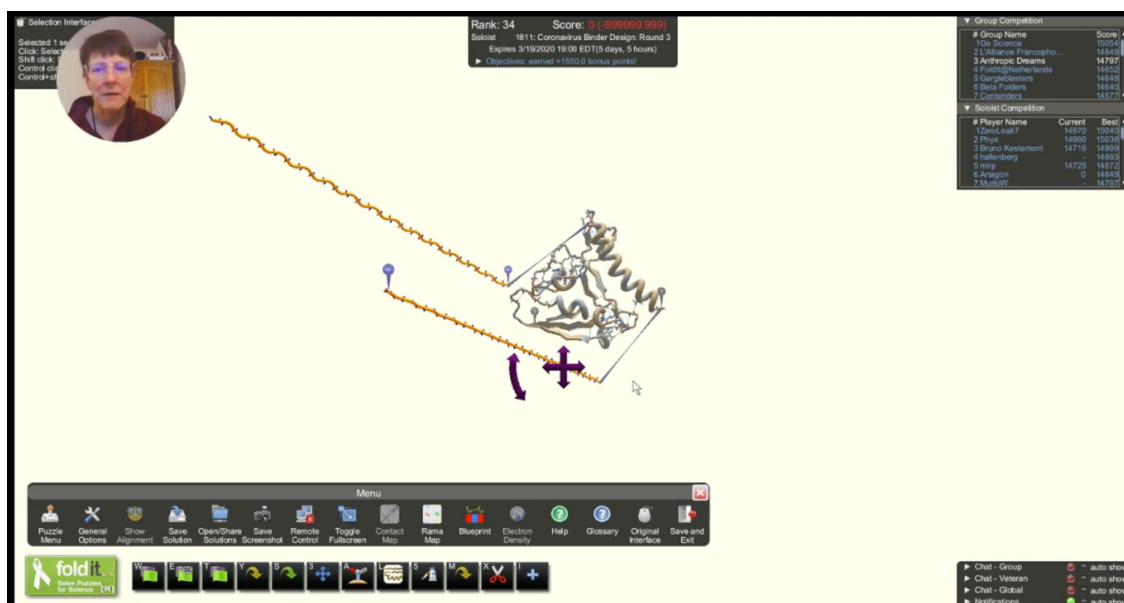 Selection Interface
Selected 1 se
Click: Select
Shift click:
Control clic
Control+sh
Rank: 34 Score: 0 (-999999.999)
Soloist 1811: Coronavirus Binder Design: Round 3
Expires 3/19/2020 19:00 EDT(5 days, 5 hours)
Objectives: earned +1550.0 bonus points!
Group Competition
# Group Name Score
1Go Science 15054
2 L'Alliance Francopho... 14849
3 Anthropic Dreams 14797
4 FoldIt@Netherlands 14652
5 Gargleblasters 14648
6 Beta Folders 14640
7 Contenders 14577
Soloist Competition
# Player Name Current Best
1ZeroLeak7 14970 15040
2 Phyx 14960 15038
3 Bruno Kestemont 14716 14999
4 hallenberg - 14893
5 mirp 14725 14872
6 Artagon 0 14849
7 MurloW - 14797
Menu
Puzzle Menu
General Options
Show Alignment
Save Solution
Open/Share Solutions
Save Screenshot
Remote Control
Toggle Fullscreen
Contact Map
Rama Map
Blueprint
Electron Density
Help
Glossary
Original Interface
Save and Exit
foldit
Solve Puzzles
for Science [H]
W E T Y S 3 A L 5 M X I
Chat - Group auto show
Chat - Veteran auto show
Chat - Global auto show
Notifications auto show